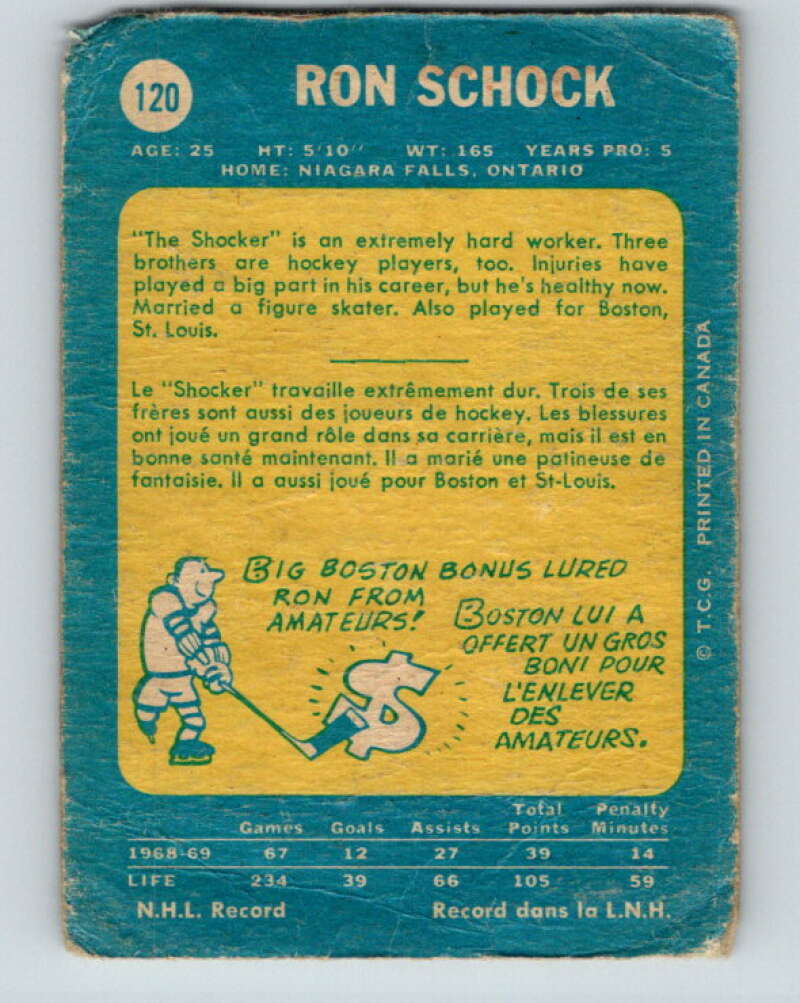 120
RON SCHOCK
AGE: 25 HT: 5'10" WT: 165 YEARS PRO: 5
HOME: NIAGARA FALLS, ONTARIO
"The Shocker" is an extremely hard worker. Three
brothers are hockey players, too. Injuries have
played a big part in his career, but he's healthy now.
Married a figure skater. Also played for Boston,
St. Louis.
Le "Shocker" travaille extrêmement dur. Trois de ses
frères sont aussi des joueurs de hockey. Les blessures
ont joué un grand rôle dans sa carrière, mais il est en
bonne santé maintenant. Il a marié une patineuse de
fantaisie. Il a aussi joué pour Boston et St-Louis.
BIG BOSTON BONUS LURED
RON FROM
AMATEURS!
BOSTON LUI A
OFFERT UN GROS
BONI POUR
L'ENLEVER
DES
AMATEURS.
$
© T.C.G. PRINTED IN CANADA
Games Goals Assists Total Points Penalty Minutes
1968-69 67 12 27 39 14
LIFE 234 39 66 105 59
N.H.L. Record Record dans la L.N.H.